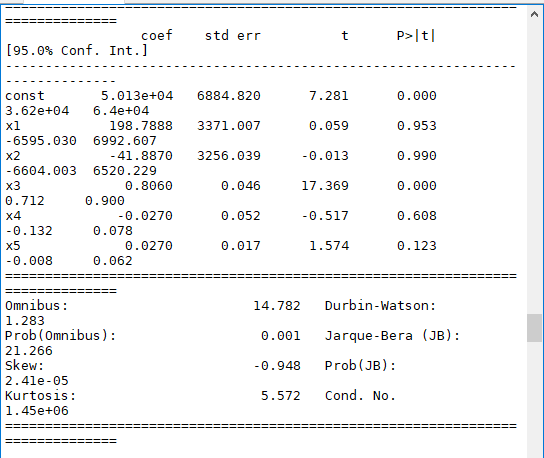 ================================================================
==============
coef    std err          t      P>|t|
[95.0% Conf. Int.]
----------------------------------------------------------------
--------------
const       5.013e+04   6884.820      7.281      0.000
3.62e+04   6.4e+04
x1           198.7888   3371.007      0.059      0.953
-6595.030  6992.607
x2           -41.8870   3256.039     -0.013      0.990
-6604.003  6520.229
x3             0.8060      0.046     17.369      0.000
0.712     0.900
x4            -0.0270      0.052     -0.517      0.608
-0.132     0.078
x5             0.0270      0.017      1.574      0.123
-0.008     0.062
================================================================
==============
Omnibus:                       14.782   Durbin-Watson:
1.283
Prob(Omnibus):                  0.001   Jarque-Bera (JB):
21.266
Skew:                          -0.948   Prob(JB):
2.41e-05
Kurtosis:                       5.572   Cond. No.
1.45e+06
================================================================
==============